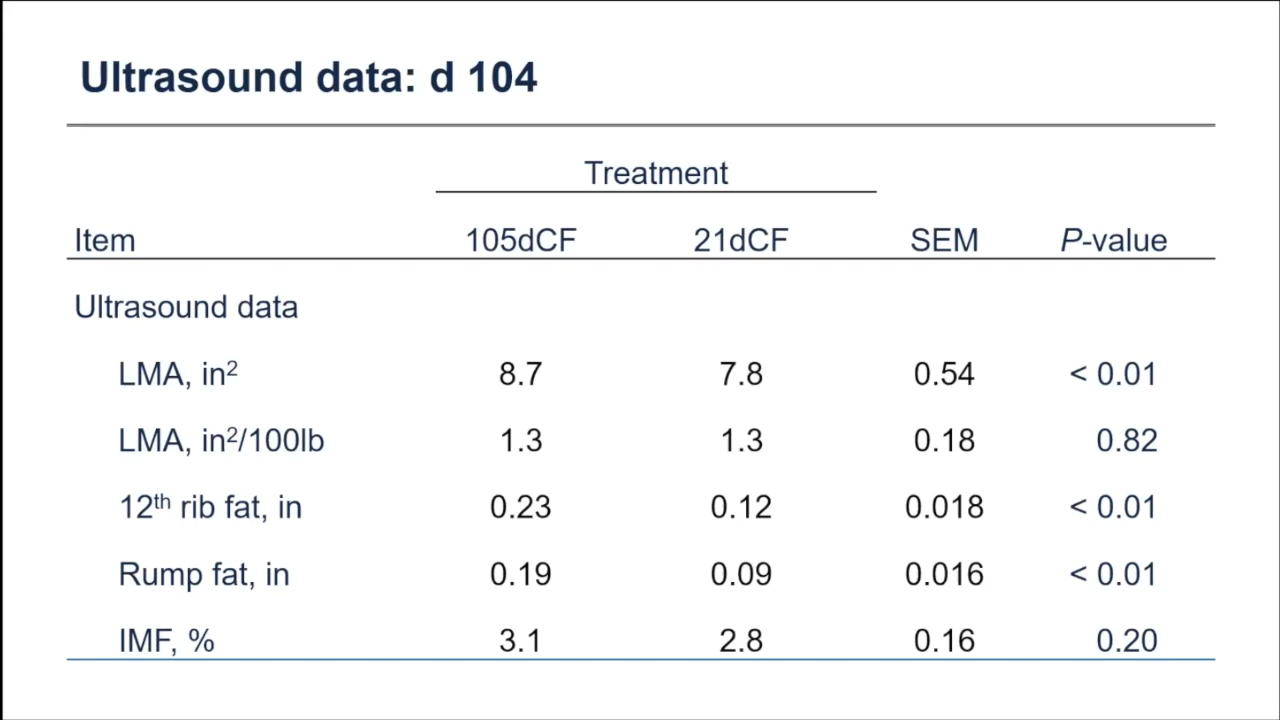 Ultrasound data: d 104
Treatment
Item 105dCF 21dCF SEM P-value
Ultrasound data
LMA, in² 8.7 7.8 0.54 < 0.01
LMA, in²/100lb 1.3 1.3 0.18 0.82
12th rib fat, in 0.23 0.12 0.018 < 0.01
Rump fat, in 0.19 0.09 0.016 < 0.01
IMF, % 3.1 2.8 0.16 0.20